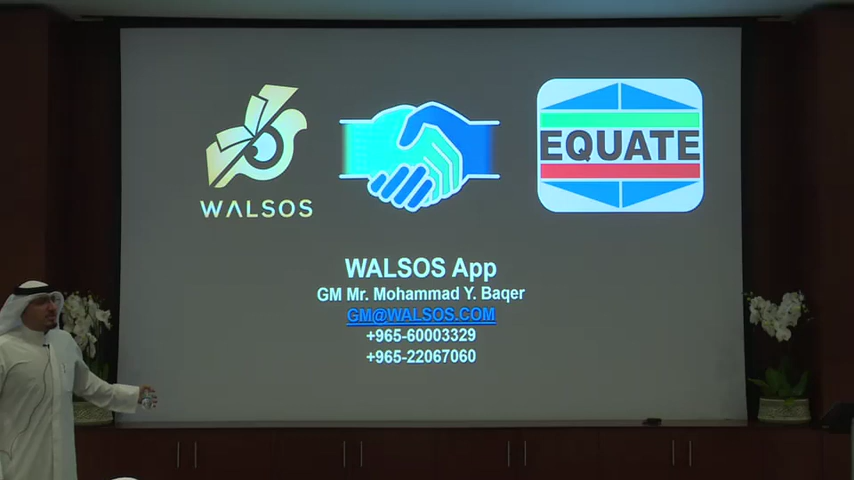 WALSOS
EQUATE
WALSOS App
GM Mr. Mohammad Y. Baqer
GM@WALSOS.COM
+965-60003329
+965-22067060